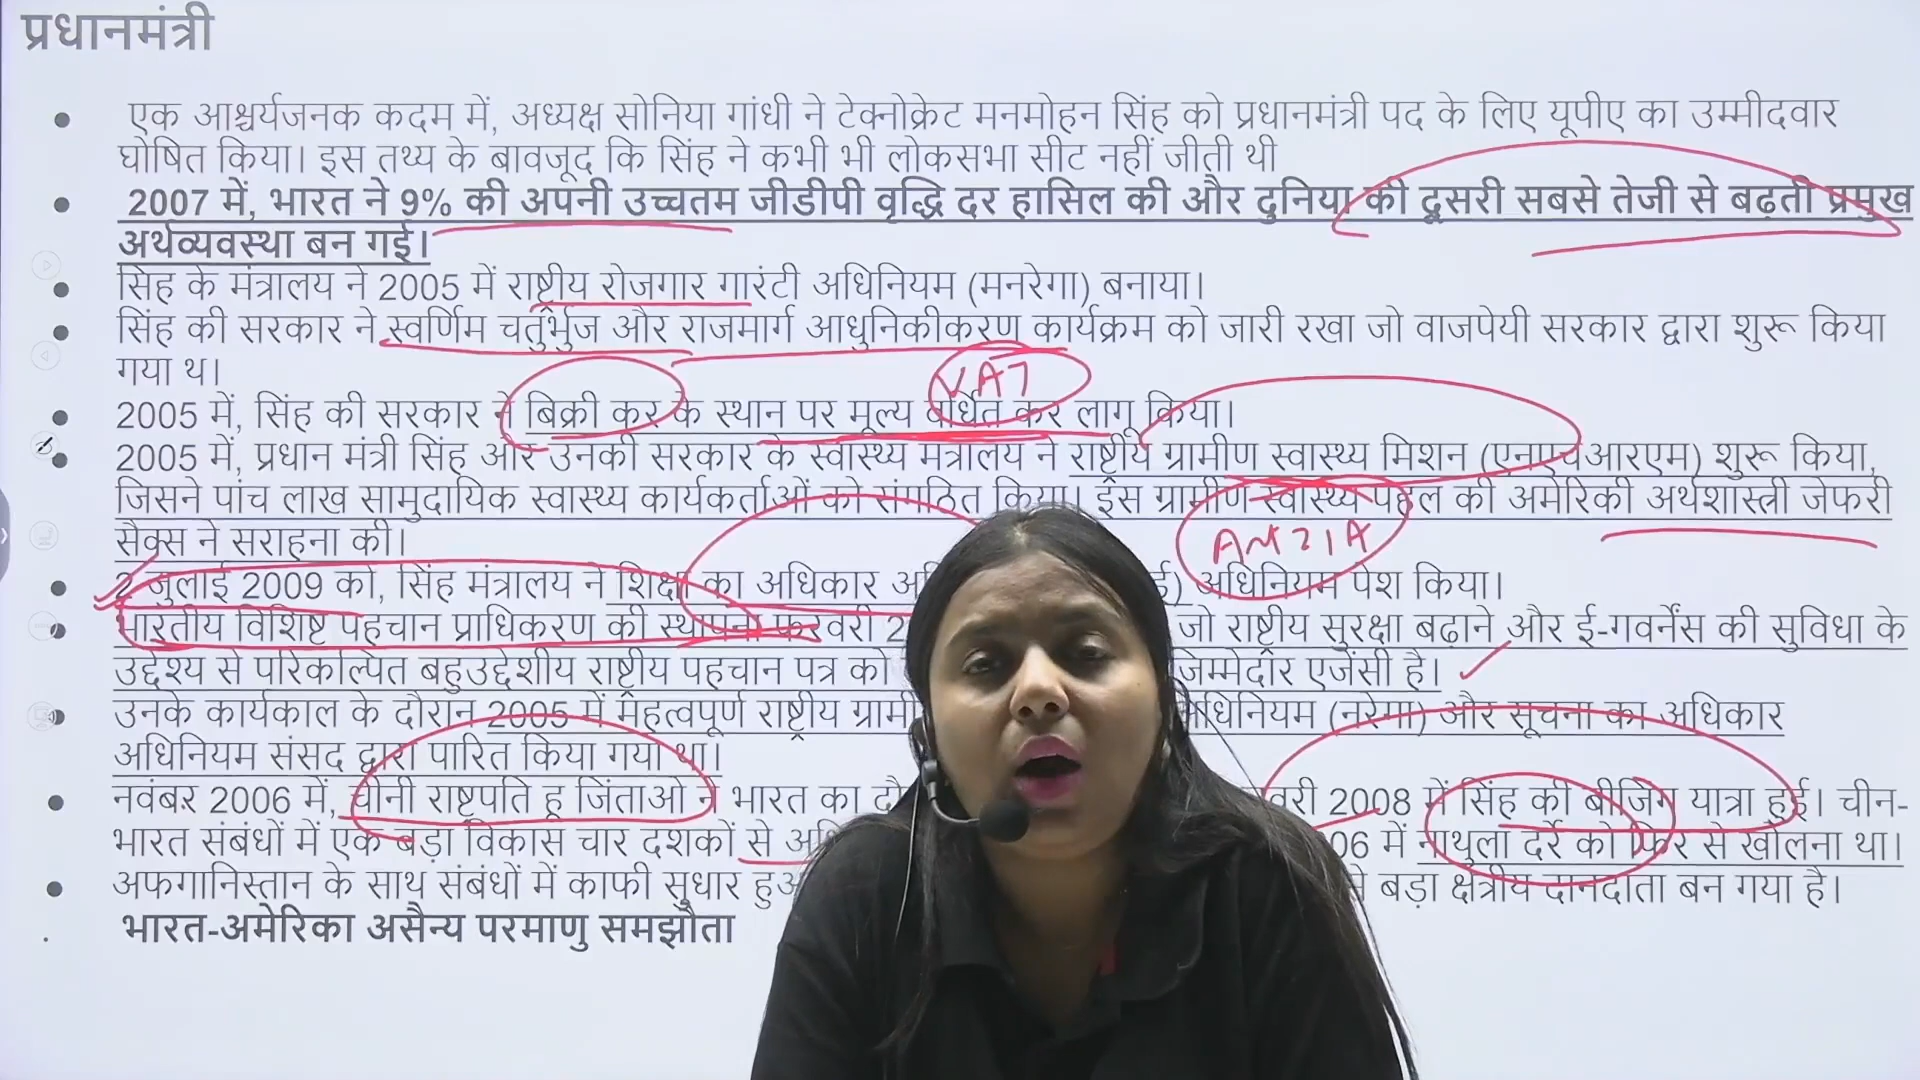 प्रधानमंत्री
एक आश्चर्यजनक कदम में, अध्यक्ष सोनिया गांधी ने टेक्नोक्रेट मनमोहन सिंह को प्रधानमंत्री पद के लिए यूपीए का उम्मीदवार
घोषित किया। इस तथ्य के बावजूद कि सिंह ने कभी भी लोकसभा सीट नहीं जीती थी
2007 में, भारत ने 9% की अपनी उच्चतम जीडीपी वृद्धि दर हासिल की और दुनिया की दूसरी सबसे तेजी से बढ़ती प्रमुख
अर्थव्यवस्था बन गई।
सिंह के मंत्रालय ने 2005 में राष्ट्रीय रोजगार गारंटी अधिनियम (मनरेगा) बनाया।
सिंह की सरकार ने स्वर्णिम चतुर्भुज और राजमार्ग आधुनिकीकरण कार्यक्रम को जारी रखा जो वाजपेयी सरकार द्वारा शुरू किया
गया थ।
VAT
2005 में, सिंह की सरकार ने बिक्री कर के स्थान पर मूल्य वर्धित कर लागू किया।
2005 में, प्रधान मंत्री सिंह और उनकी सरकार के स्वास्थ्य मंत्रालय ने राष्ट्रीय ग्रामीण स्वास्थ्य मिशन (एनएचआरएम) शुरू किया,
जिसने पांच लाख सामुदायिक स्वास्थ्य कार्यकर्ताओं को संगठित किया। इस ग्रामीण स्वास्थ्य पहल की अमेरिकी अर्थशास्त्री जेफरी
सैक्स ने सराहना की।
Art 21A
2 जुलाई 2009 को, सिंह मंत्रालय ने शिक्षा का अधिकार अधिनियम पेश किया।
भारतीय विशिष्ट पहचान प्राधिकरण की स्थापना फरवरी जो राष्ट्रीय सुरक्षा बढ़ाने और ई-गवर्नेंस की सुविधा के
उद्देश्य से परिकल्पित बहुउद्देशीय राष्ट्रीय पहचान पत्र को जिम्मेदार एजेंसी है।
उनके कार्यकाल के दौरान 2005 में महत्वपूर्ण राष्ट्रीय (नरेगा) और सूचना का अधिकार
अधिनियम संसद द्वारा पारित किया गया था।
नवंबर 2006 में, चीनी राष्ट्रपति हू जिंताओ ने भारत का 2008 में सिंह की बीजिंग यात्रा हुई। चीन-
भारत संबंधों में एक बड़ा विकास चार दशकों से में नाथुला दर्रे को फिर से खोलना था।
अफगानिस्तान के साथ संबंधों में काफी सुधार बड़ा क्षेत्रीय दानदाता बन गया है।
भारत-अमेरिका असैन्य परमाणु समझौता